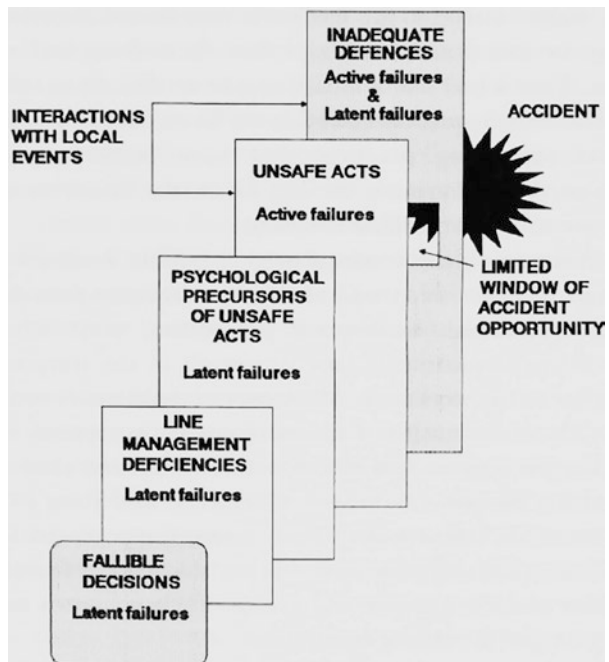 INADEQUATE
DEFENCES
Active failures
&
Latent failures
ACCIDENT
INTERACTIONS
WITH LOCAL
EVENTS
UNSAFE ACTS
Active failures
LIMITED
WINDOW OF
ACCIDENT
OPPORTUNITY
PSYCHOLOGICAL
PRECURSORS
OF UNSAFE
ACTS
Latent failures
LINE
MANAGEMENT
DEFICIENCIES
Latent failures
FALLIBLE
DECISIONS
Latent failures